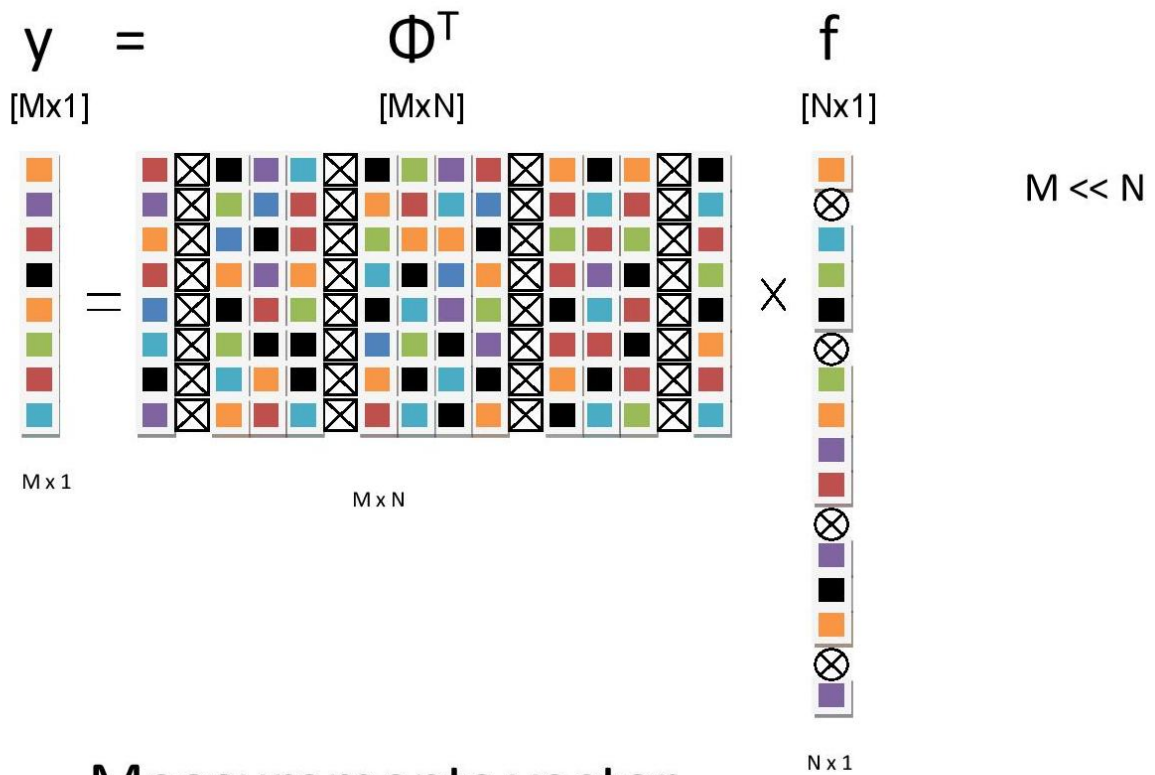 y = Φᵀ f
[Mx1] [MxN] [Nx1]
M << N
= X
M x 1
M x N
N x 1